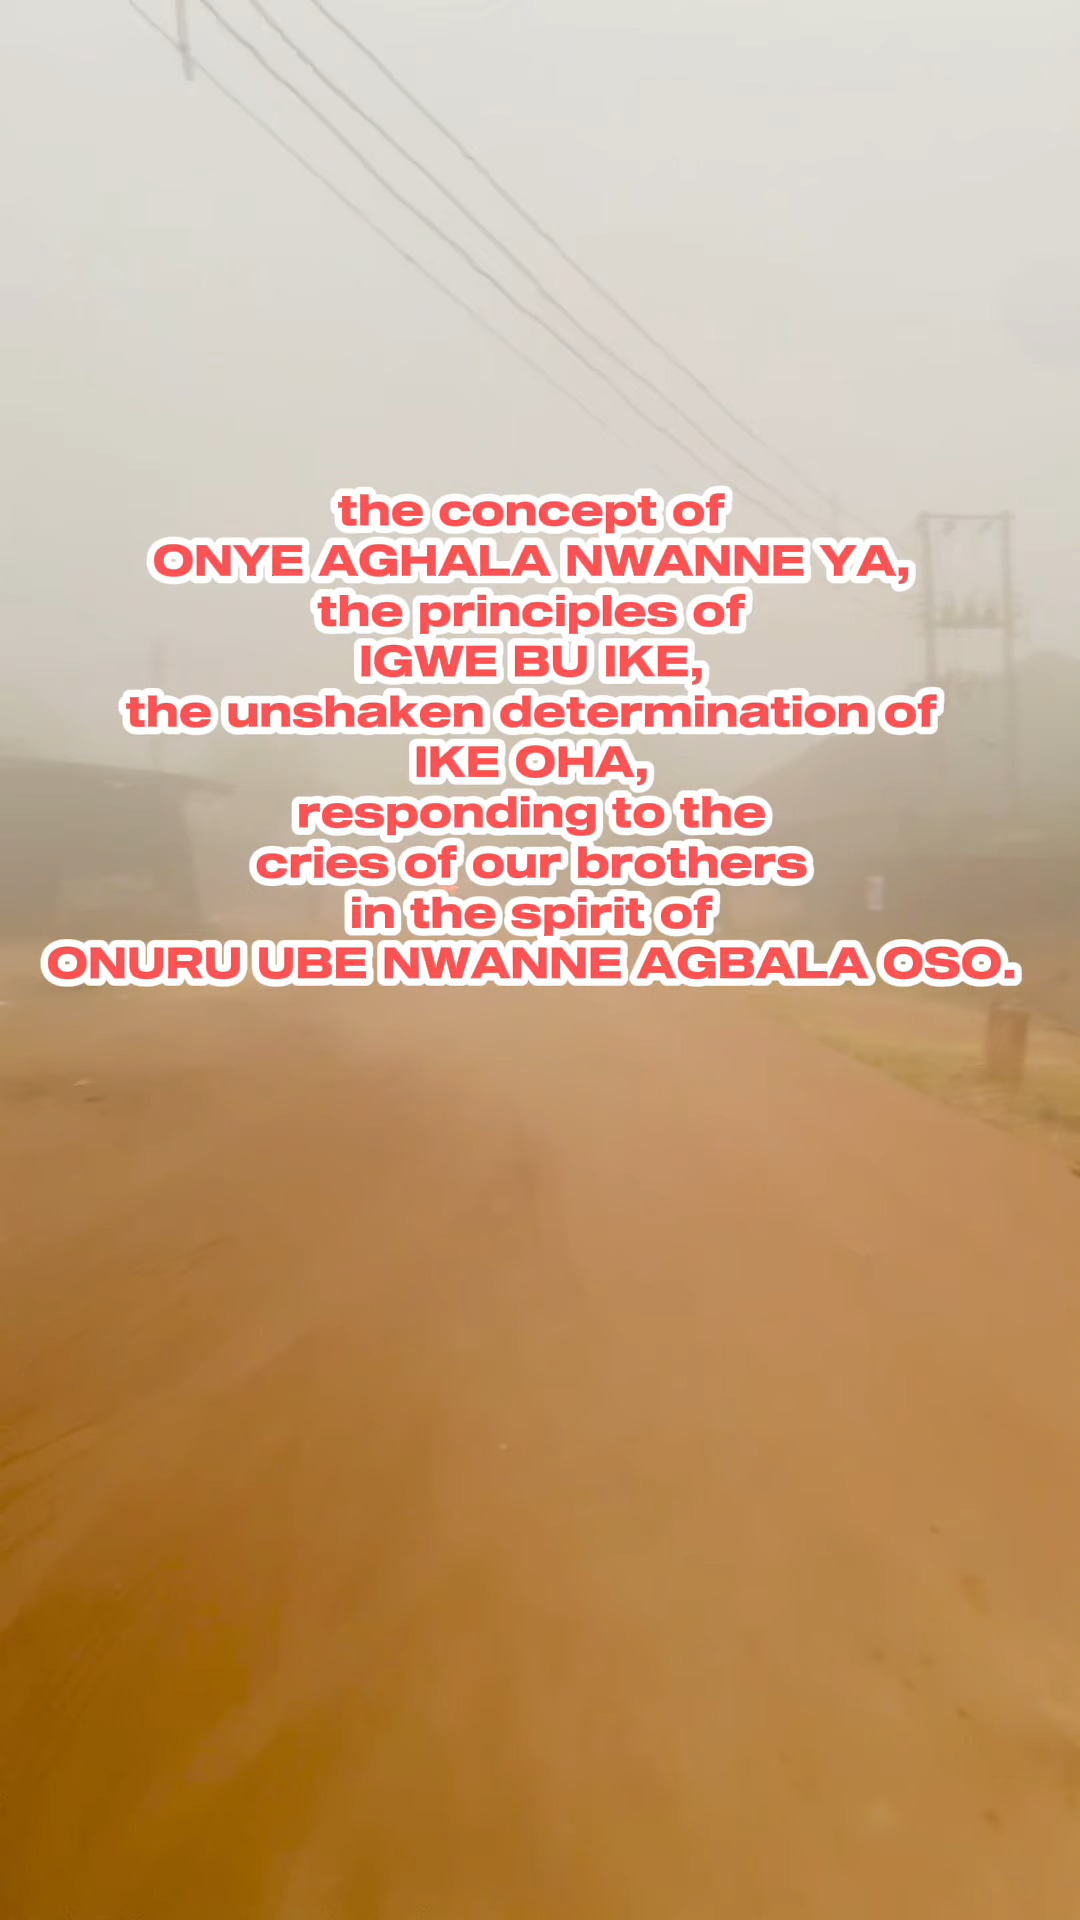 the concept of
ONYE AGHALA NWANNE YA,
the principles of
IGWE BU IKE,
the unshaken determination of
IKE OHA,
responding to the
cries of our brothers
in the spirit of
ONURU UBE NWANNE AGBALA OSO.